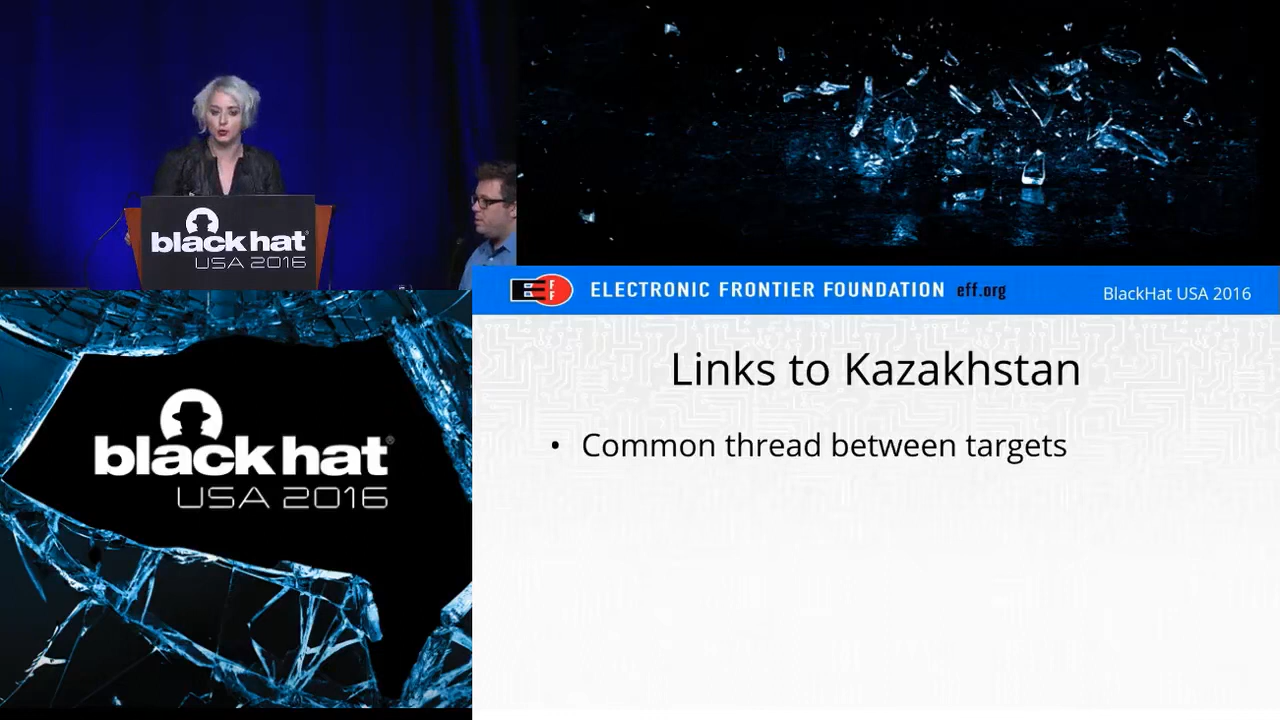 black hat
USA 2016
EFF
ELECTRONIC FRONTIER FOUNDATION eff.org
BlackHat USA 2016
black hat®
USA 2016
Links to Kazakhstan
• Common thread between targets